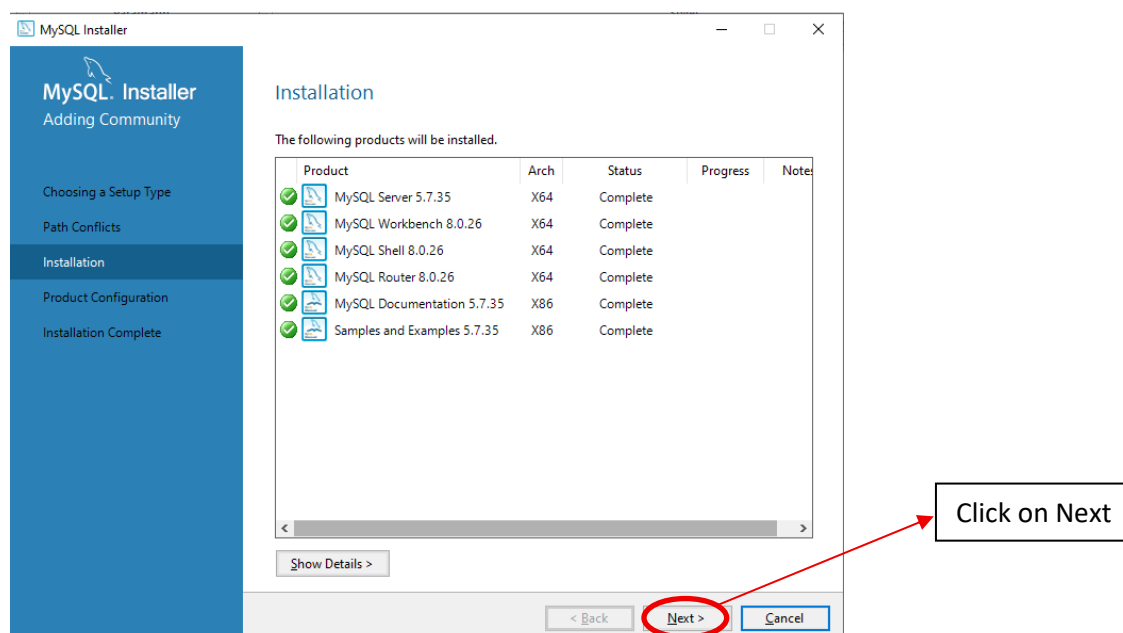 MySQL Installer
MySQL. Installer
Adding Community
Choosing a Setup Type
Path Conflicts
Installation
Product Configuration
Installation Complete
Installation
The following products will be installed.
Product Arch Status Progress Notes
MySQL Server 5.7.35 X64 Complete
MySQL Workbench 8.0.26 X64 Complete
MySQL Shell 8.0.26 X64 Complete
MySQL Router 8.0.26 X64 Complete
MySQL Documentation 5.7.35 X86 Complete
Samples and Examples 5.7.35 X86 Complete
Show Details >
< Back Next > Cancel
Click on Next